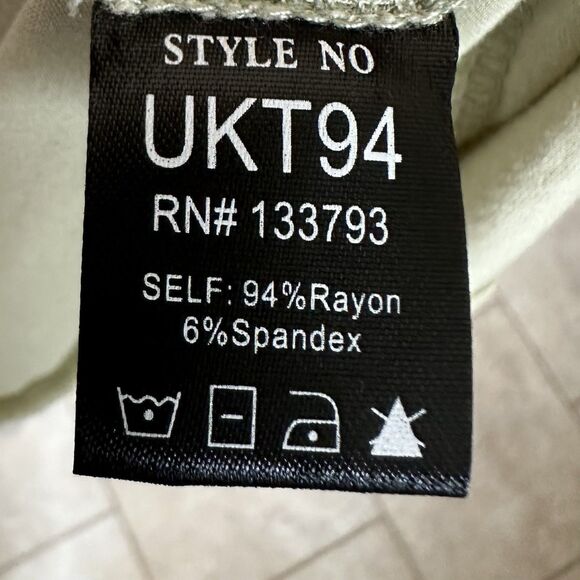 STYLE NO
UKT94
RN# 133793
SELF: 94%Rayon
6%Spandex